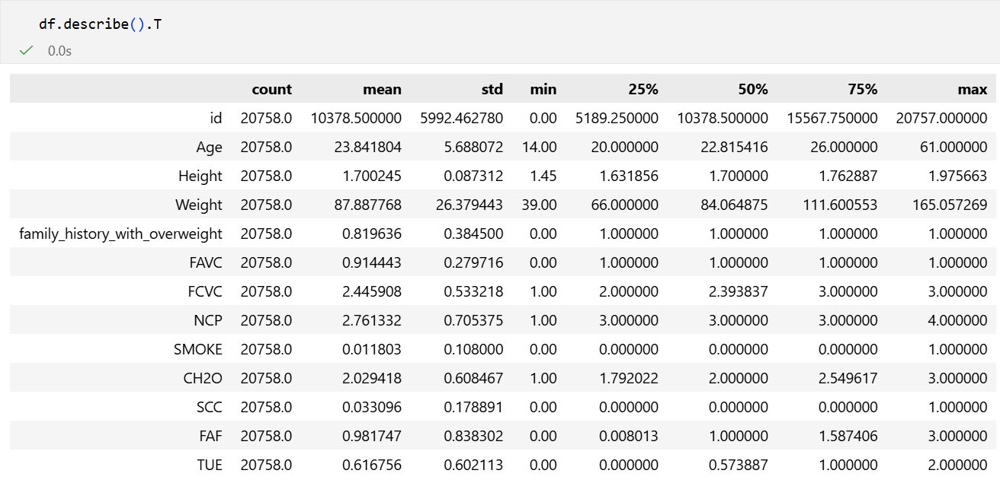 df.describe().T
0.0s
count mean std min 25% 50% 75% max
id 20758.0 10378.500000 5992.462780 0.00 5189.250000 10378.500000 15567.750000 20757.000000
Age 20758.0 23.841804 5.688072 14.00 20.000000 22.815416 26.000000 61.000000
Height 20758.0 1.700245 0.087312 1.45 1.631856 1.700000 1.762887 1.975663
Weight 20758.0 87.887768 26.379443 39.00 66.000000 84.064875 111.600553 165.057269
family_history_with_overweight 20758.0 0.819636 0.384500 0.00 1.000000 1.000000 1.000000 1.000000
FAVC 20758.0 0.914443 0.279716 0.00 1.000000 1.000000 1.000000 1.000000
FCVC 20758.0 2.445908 0.533218 1.00 2.000000 2.393837 3.000000 3.000000
NCP 20758.0 2.761332 0.705375 1.00 3.000000 3.000000 3.000000 4.000000
SMOKE 20758.0 0.011803 0.108000 0.00 0.000000 0.000000 0.000000 1.000000
CH2O 20758.0 2.029418 0.608467 1.00 1.792022 2.000000 2.549617 3.000000
SCC 20758.0 0.033096 0.178891 0.00 0.000000 0.000000 0.000000 1.000000
FAF 20758.0 0.981747 0.838302 0.00 0.008013 1.000000 1.587406 3.000000
TUE 20758.0 0.616756 0.602113 0.00 0.000000 0.573887 1.000000 2.000000